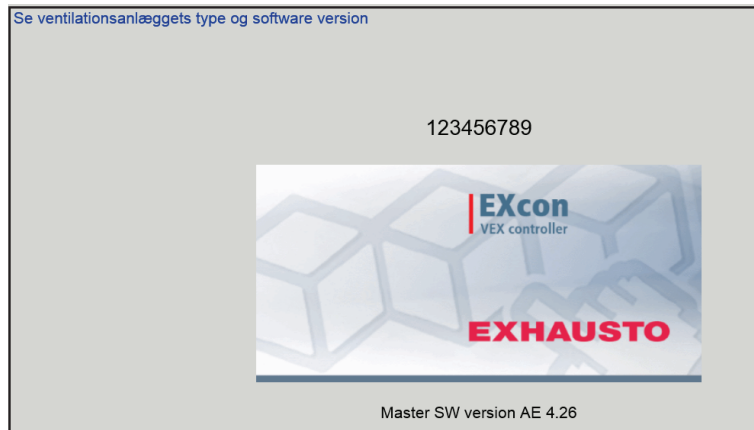 Se ventilationsanlæggets type og software version
123456789
EXcon
VEX controller
EXHAUSTO
Master SW version AE 4.26